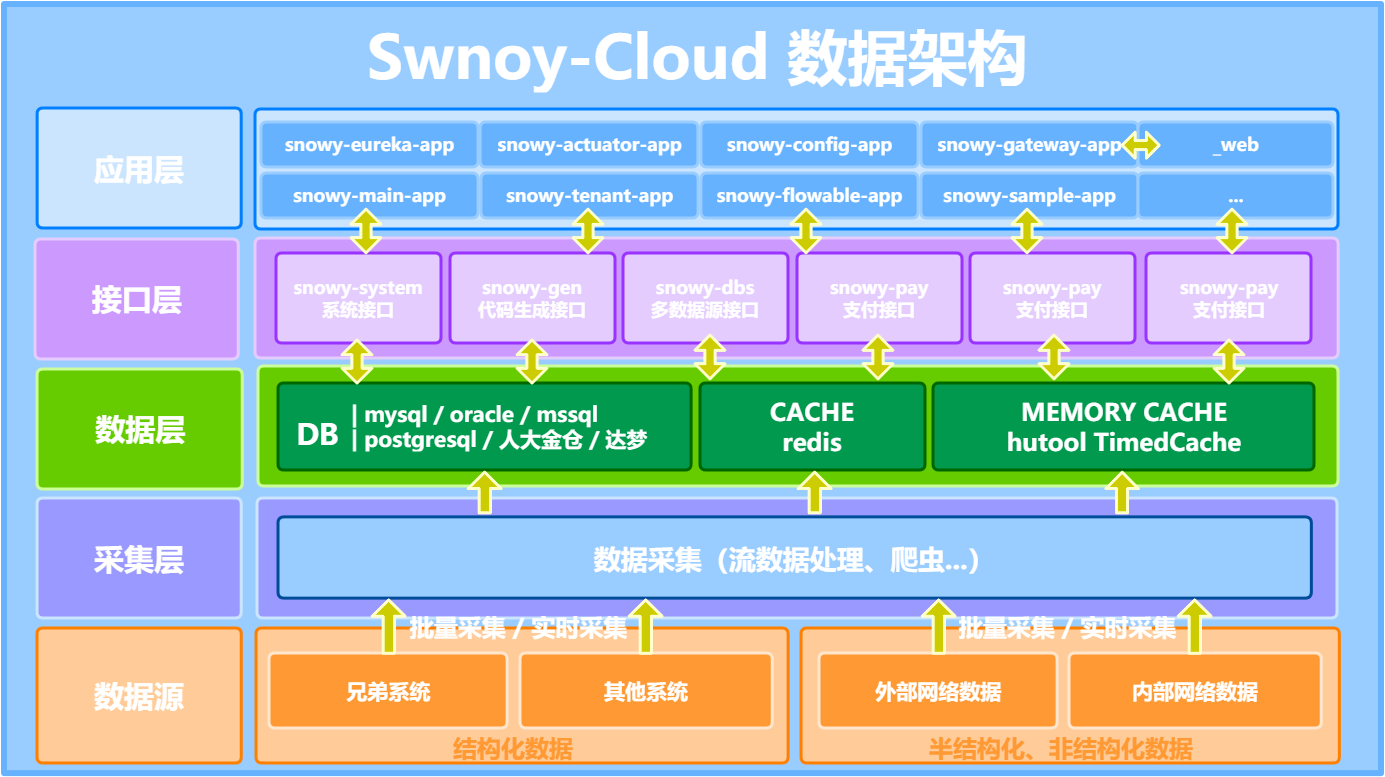 Swnoy-Cloud 数据架构
应用层
snowy-eureka-app
snowy-actuator-app
snowy-config-app
snowy-gateway-app
_web
snowy-main-app
snowy-tenant-app
snowy-flowable-app
snowy-sample-app
...
接口层
snowy-system
系统接口
snowy-gen
代码生成接口
snowy-dbs
多数据源接口
snowy-pay
支付接口
snowy-pay
支付接口
snowy-pay
支付接口
数据层
DB
| mysql / oracle / mssql
| postgresql / 人大金仓 / 达梦
CACHE
redis
MEMORY CACHE
hutool TimedCache
采集层
数据采集（流数据处理、爬虫...）
批量采集 / 实时采集
批量采集 / 实时采集
数据源
兄弟系统
其他系统
结构化数据
外部网络数据
内部网络数据
半结构化、非结构化数据